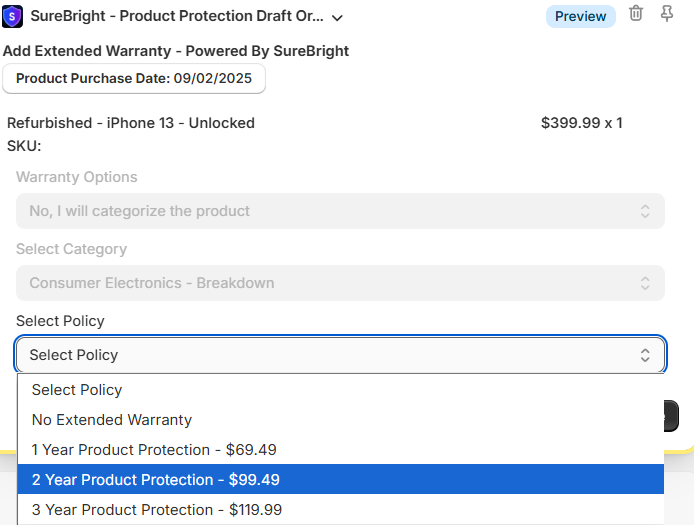 SureBright - Product Protection Draft Or...
Preview
Add Extended Warranty - Powered By SureBright
Product Purchase Date: 09/02/2025
Refurbished - iPhone 13 - Unlocked $399.99 x 1
SKU:
Warranty Options
No, I will categorize the product
Select Category
Consumer Electronics - Breakdown
Select Policy
Select Policy
Select Policy
No Extended Warranty
1 Year Product Protection - $69.49
2 Year Product Protection - $99.49
3 Year Product Protection - $119.99